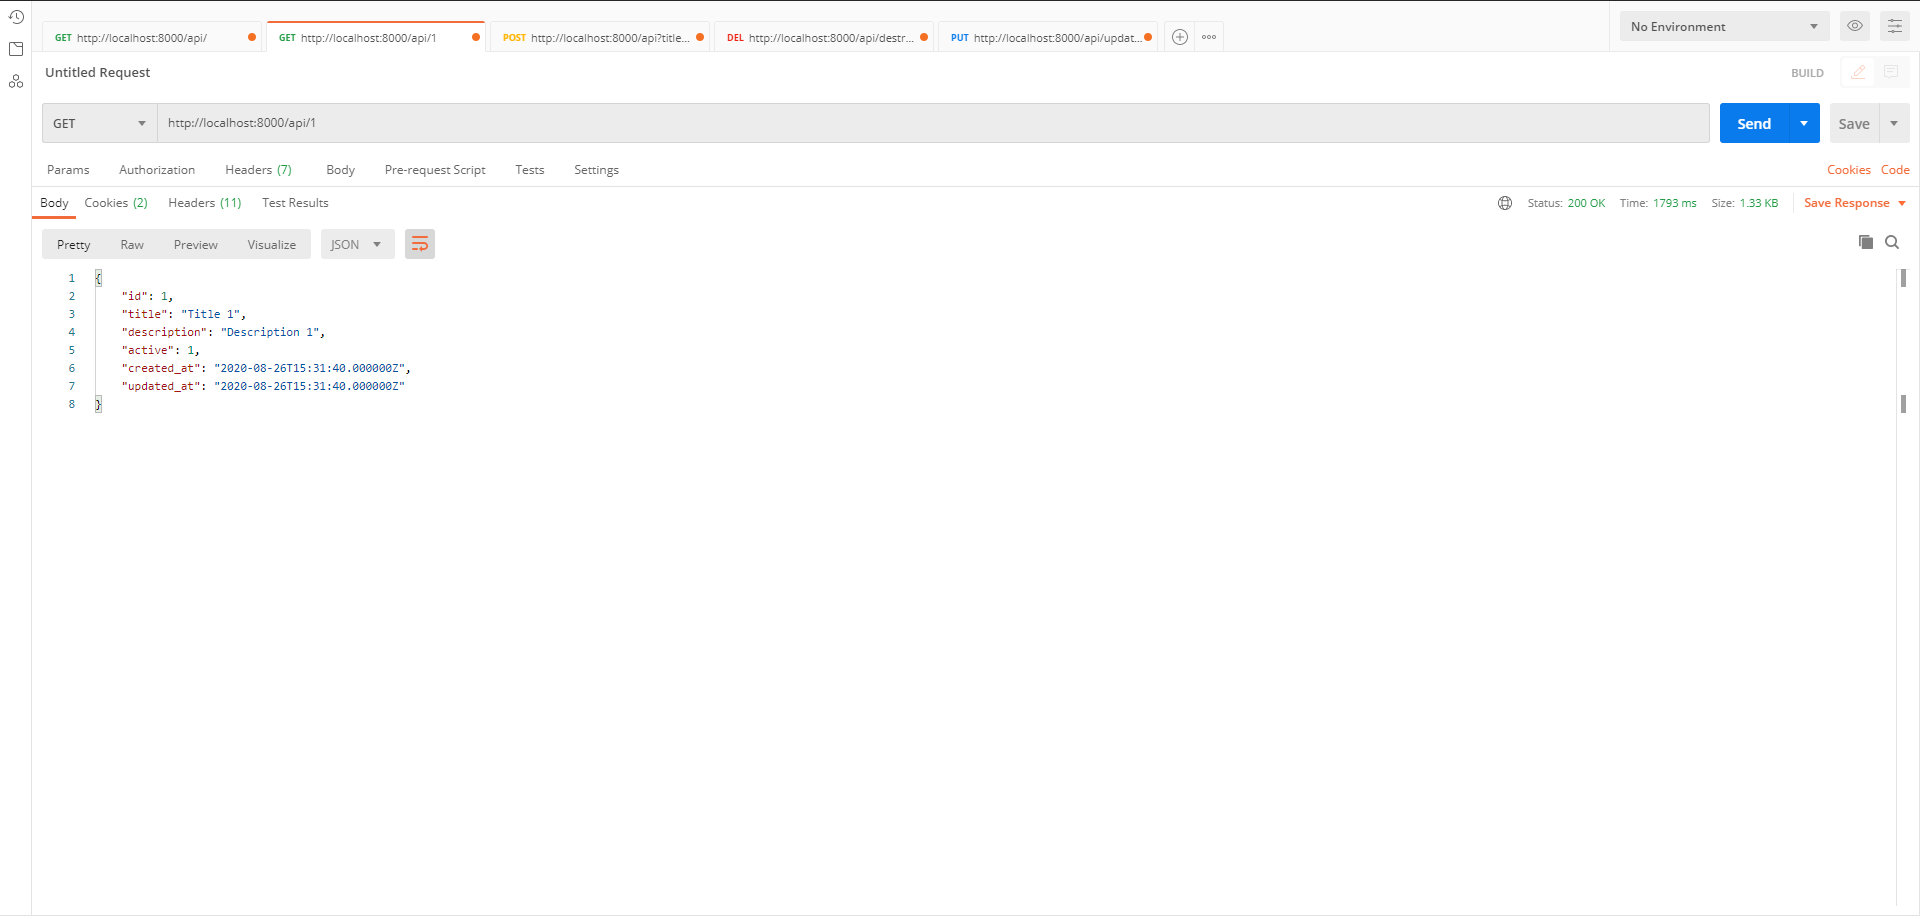 GET http://localhost:8000/api/
GET http://localhost:8000/api/1
POST http://localhost:8000/api?title...
DEL http://localhost:8000/api/destr...
PUT http://localhost:8000/api/updat...
No Environment
Untitled Request
BUILD
GET http://localhost:8000/api/1 Send Save
Params Authorization Headers (7) Body Pre-request Script Tests Settings Cookies Code
Body Cookies (2) Headers (11) Test Results Status: 200 OK Time: 1793 ms Size: 1.33 KB Save Response
Pretty Raw Preview Visualize JSON
1 {
2 "id": 1,
3 "title": "Title 1",
4 "description": "Description 1",
5 "active": 1,
6 "created_at": "2020-08-26T15:31:40.000000Z",
7 "updated_at": "2020-08-26T15:31:40.000000Z"
8 }